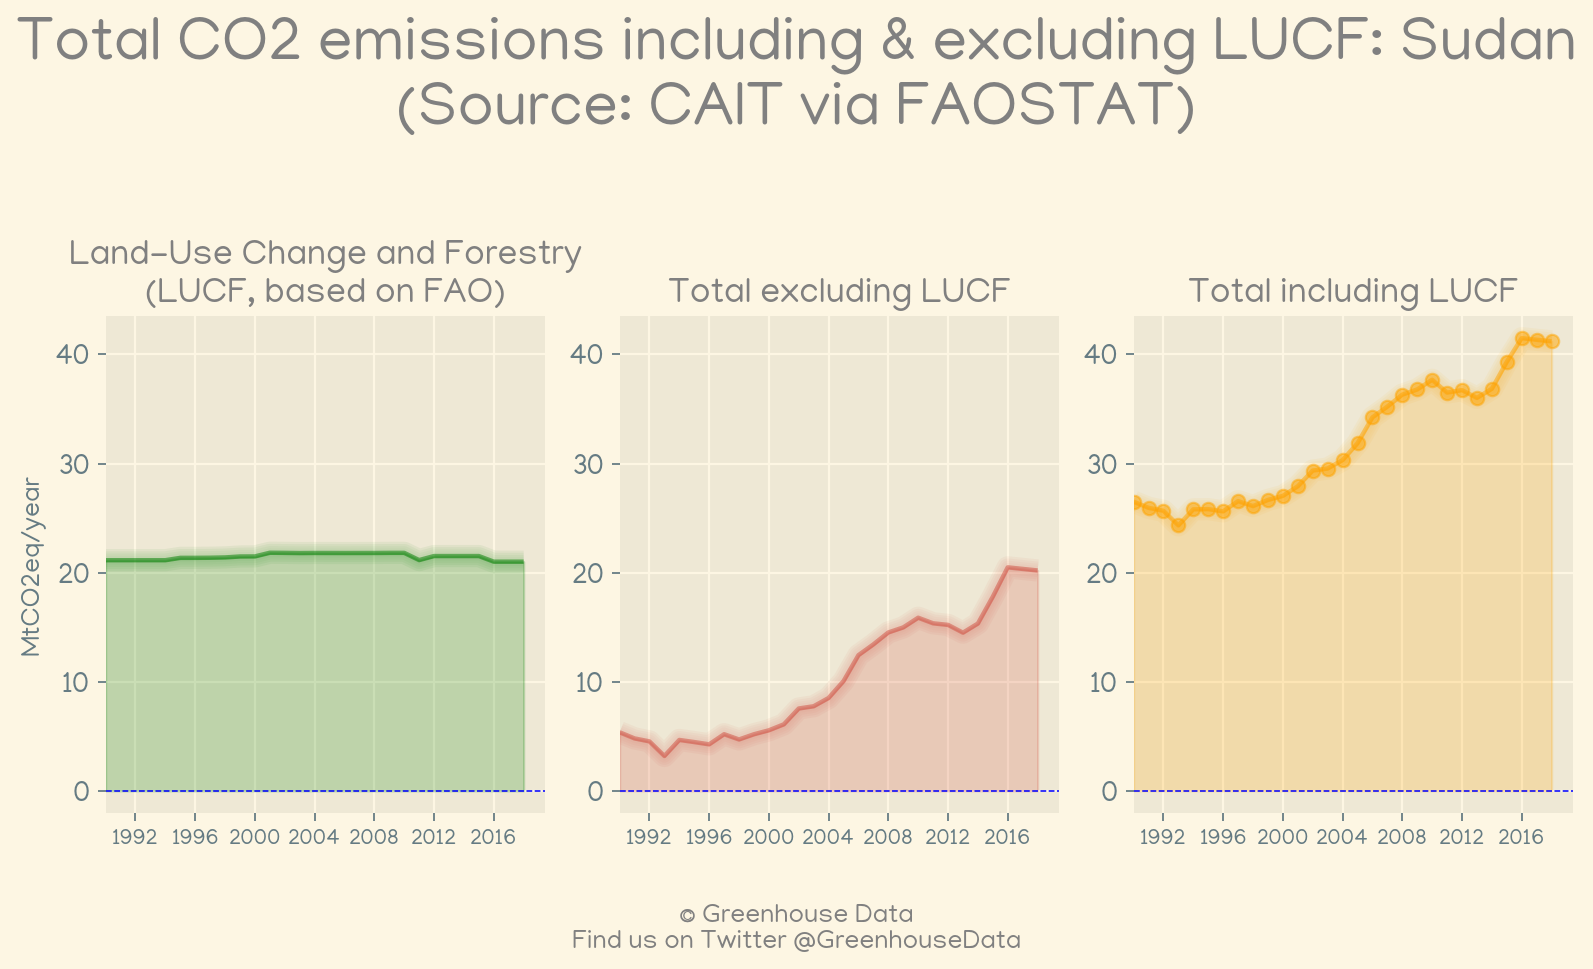 Total CO2 emissions including & excluding LUCF: Sudan
(Source: CAIT via FAOSTAT)
Land-Use Change and Forestry
(LUCF, based on FAO)
Total excluding LUCF
Total including LUCF
MtCO2eq/year
40
30
20
10
0
1992 1996 2000 2004 2008 2012 2016
40
30
20
10
0
1992 1996 2000 2004 2008 2012 2016
40
30
20
10
0
1992 1996 2000 2004 2008 2012 2016
© Greenhouse Data
Find us on Twitter @GreenhouseData